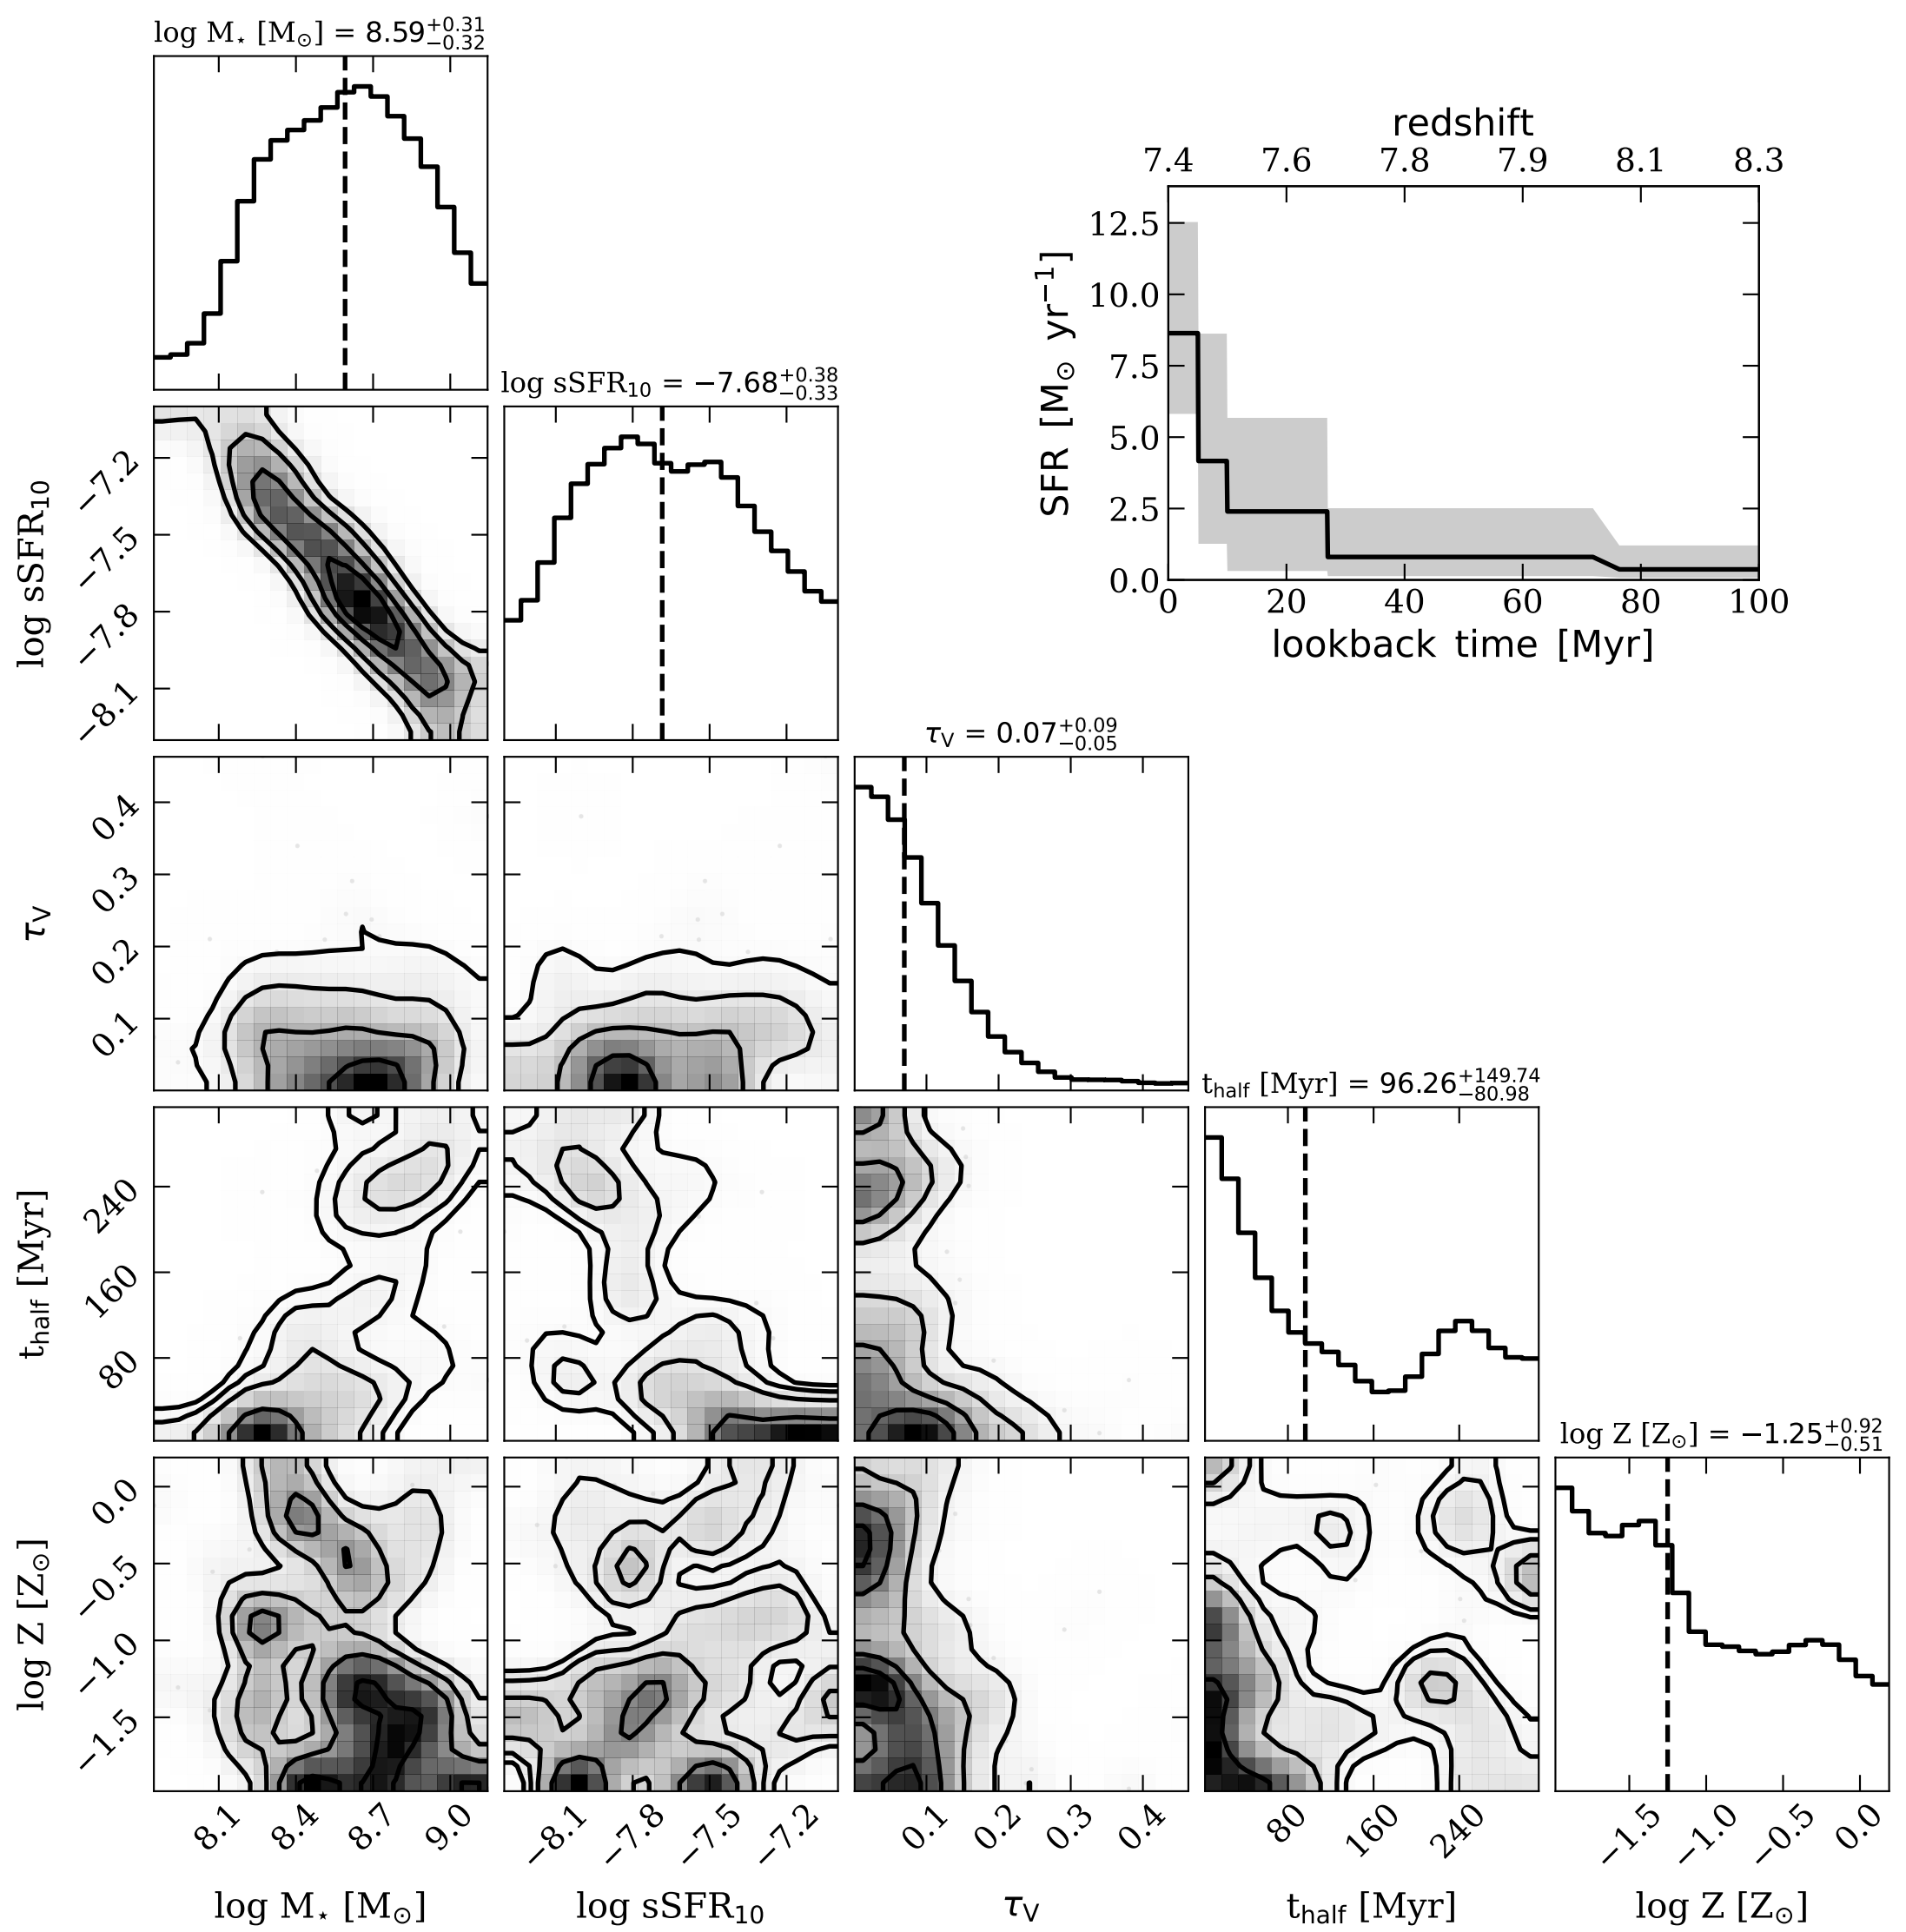 log M⋆ [M⊙] = 8.59+0.31−0.32
redshift
7.4 7.6 7.8 7.9 8.1 8.3
12.5
10.0
7.5
5.0
2.5
0.0
SFR [M⊙ yr−1]
0 20 40 60 80 100
lookback time [Myr]
log sSFR10 = −7.68+0.38−0.33
−7.2
−7.5
−7.8
−8.1
log sSFR10
τV = 0.07+0.09−0.05
0.4
0.3
0.2
0.1
τV
thalf [Myr] = 96.26+149.74−80.98
240
160
80
thalf [Myr]
log Z [Z⊙] = −1.25+0.92−0.51
0.0
−0.5
−1.0
−1.5
log Z [Z⊙]
8.1 8.4 8.7 9.0
−8.1 −7.8 −7.5 −7.2
0.1 0.2 0.3 0.4
80 160 240
−1.5 −1.0 −0.5 0.0
log M⋆ [M⊙]
log sSFR10
τV
thalf [Myr]
log Z [Z⊙]